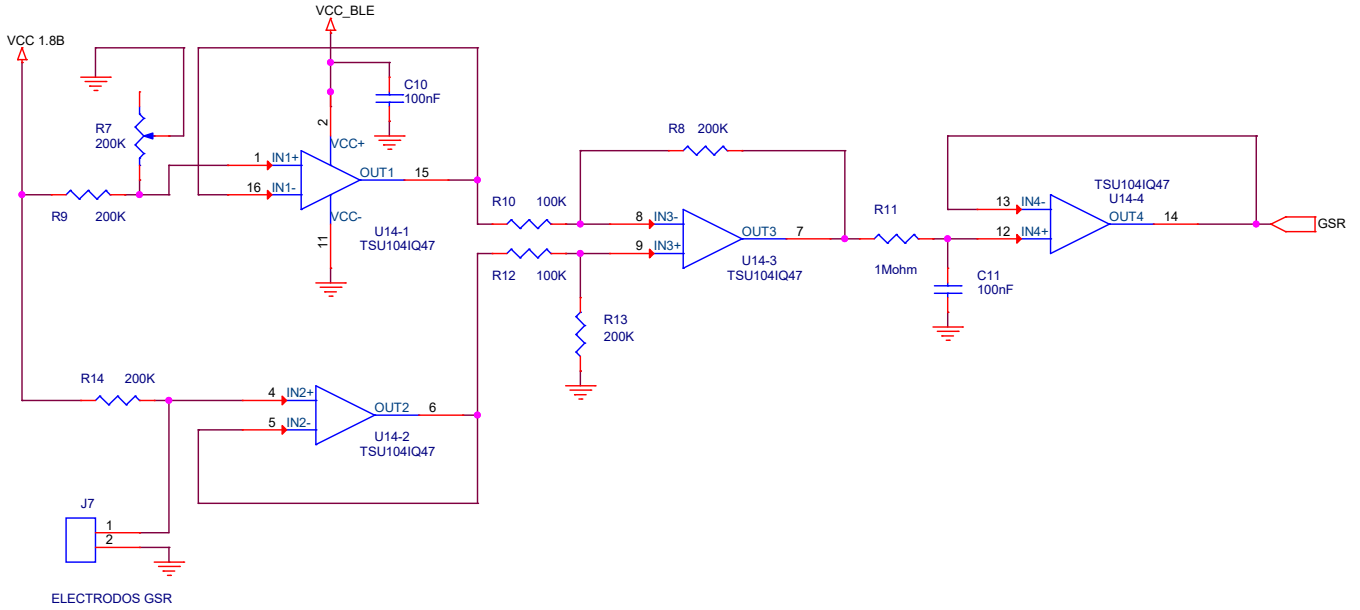 VCC_BLE
VCC 1.8B
C10
100nF
R7
200K
2
VCC+
1
IN1+
OUT1
15
16
IN1-
R9
200K
VCC-
11
U14-1
TSU104IQ47
R8
200K
R10
100K
8
IN3-
OUT3
7
9
IN3+
R12
100K
U14-3
TSU104IQ47
R11
1Mohm
TSU104IQ47
U14-4
13
IN4-
OUT4
14
12
IN4+
GSR
C11
100nF
R13
200K
R14
200K
4
IN2+
OUT2
6
5
IN2-
U14-2
TSU104IQ47
J7
1
2
ELECTRODOS GSR